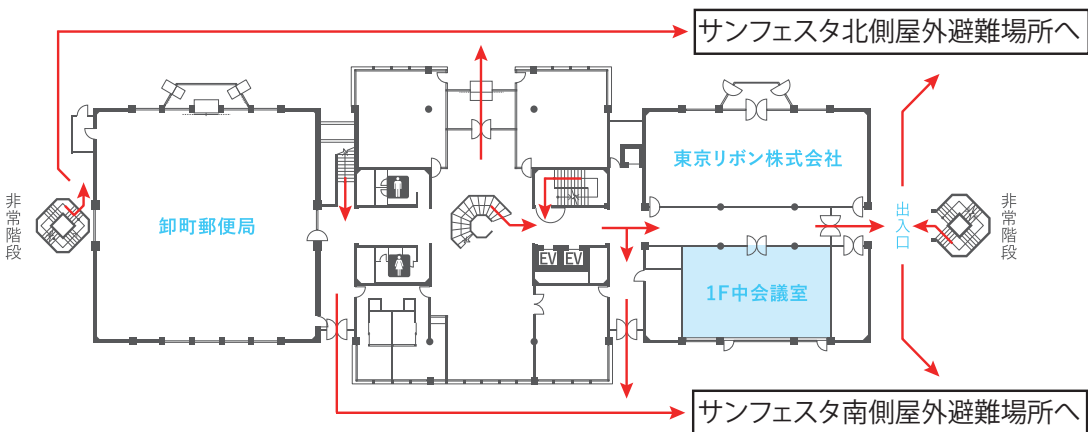 サンフェスタ北側屋外避難場所へ
東京リボン株式会社
非常階段
卸町郵便局
出入口
非常階段
EV EV
1F中会議室
サンフェスタ南側屋外避難場所へ